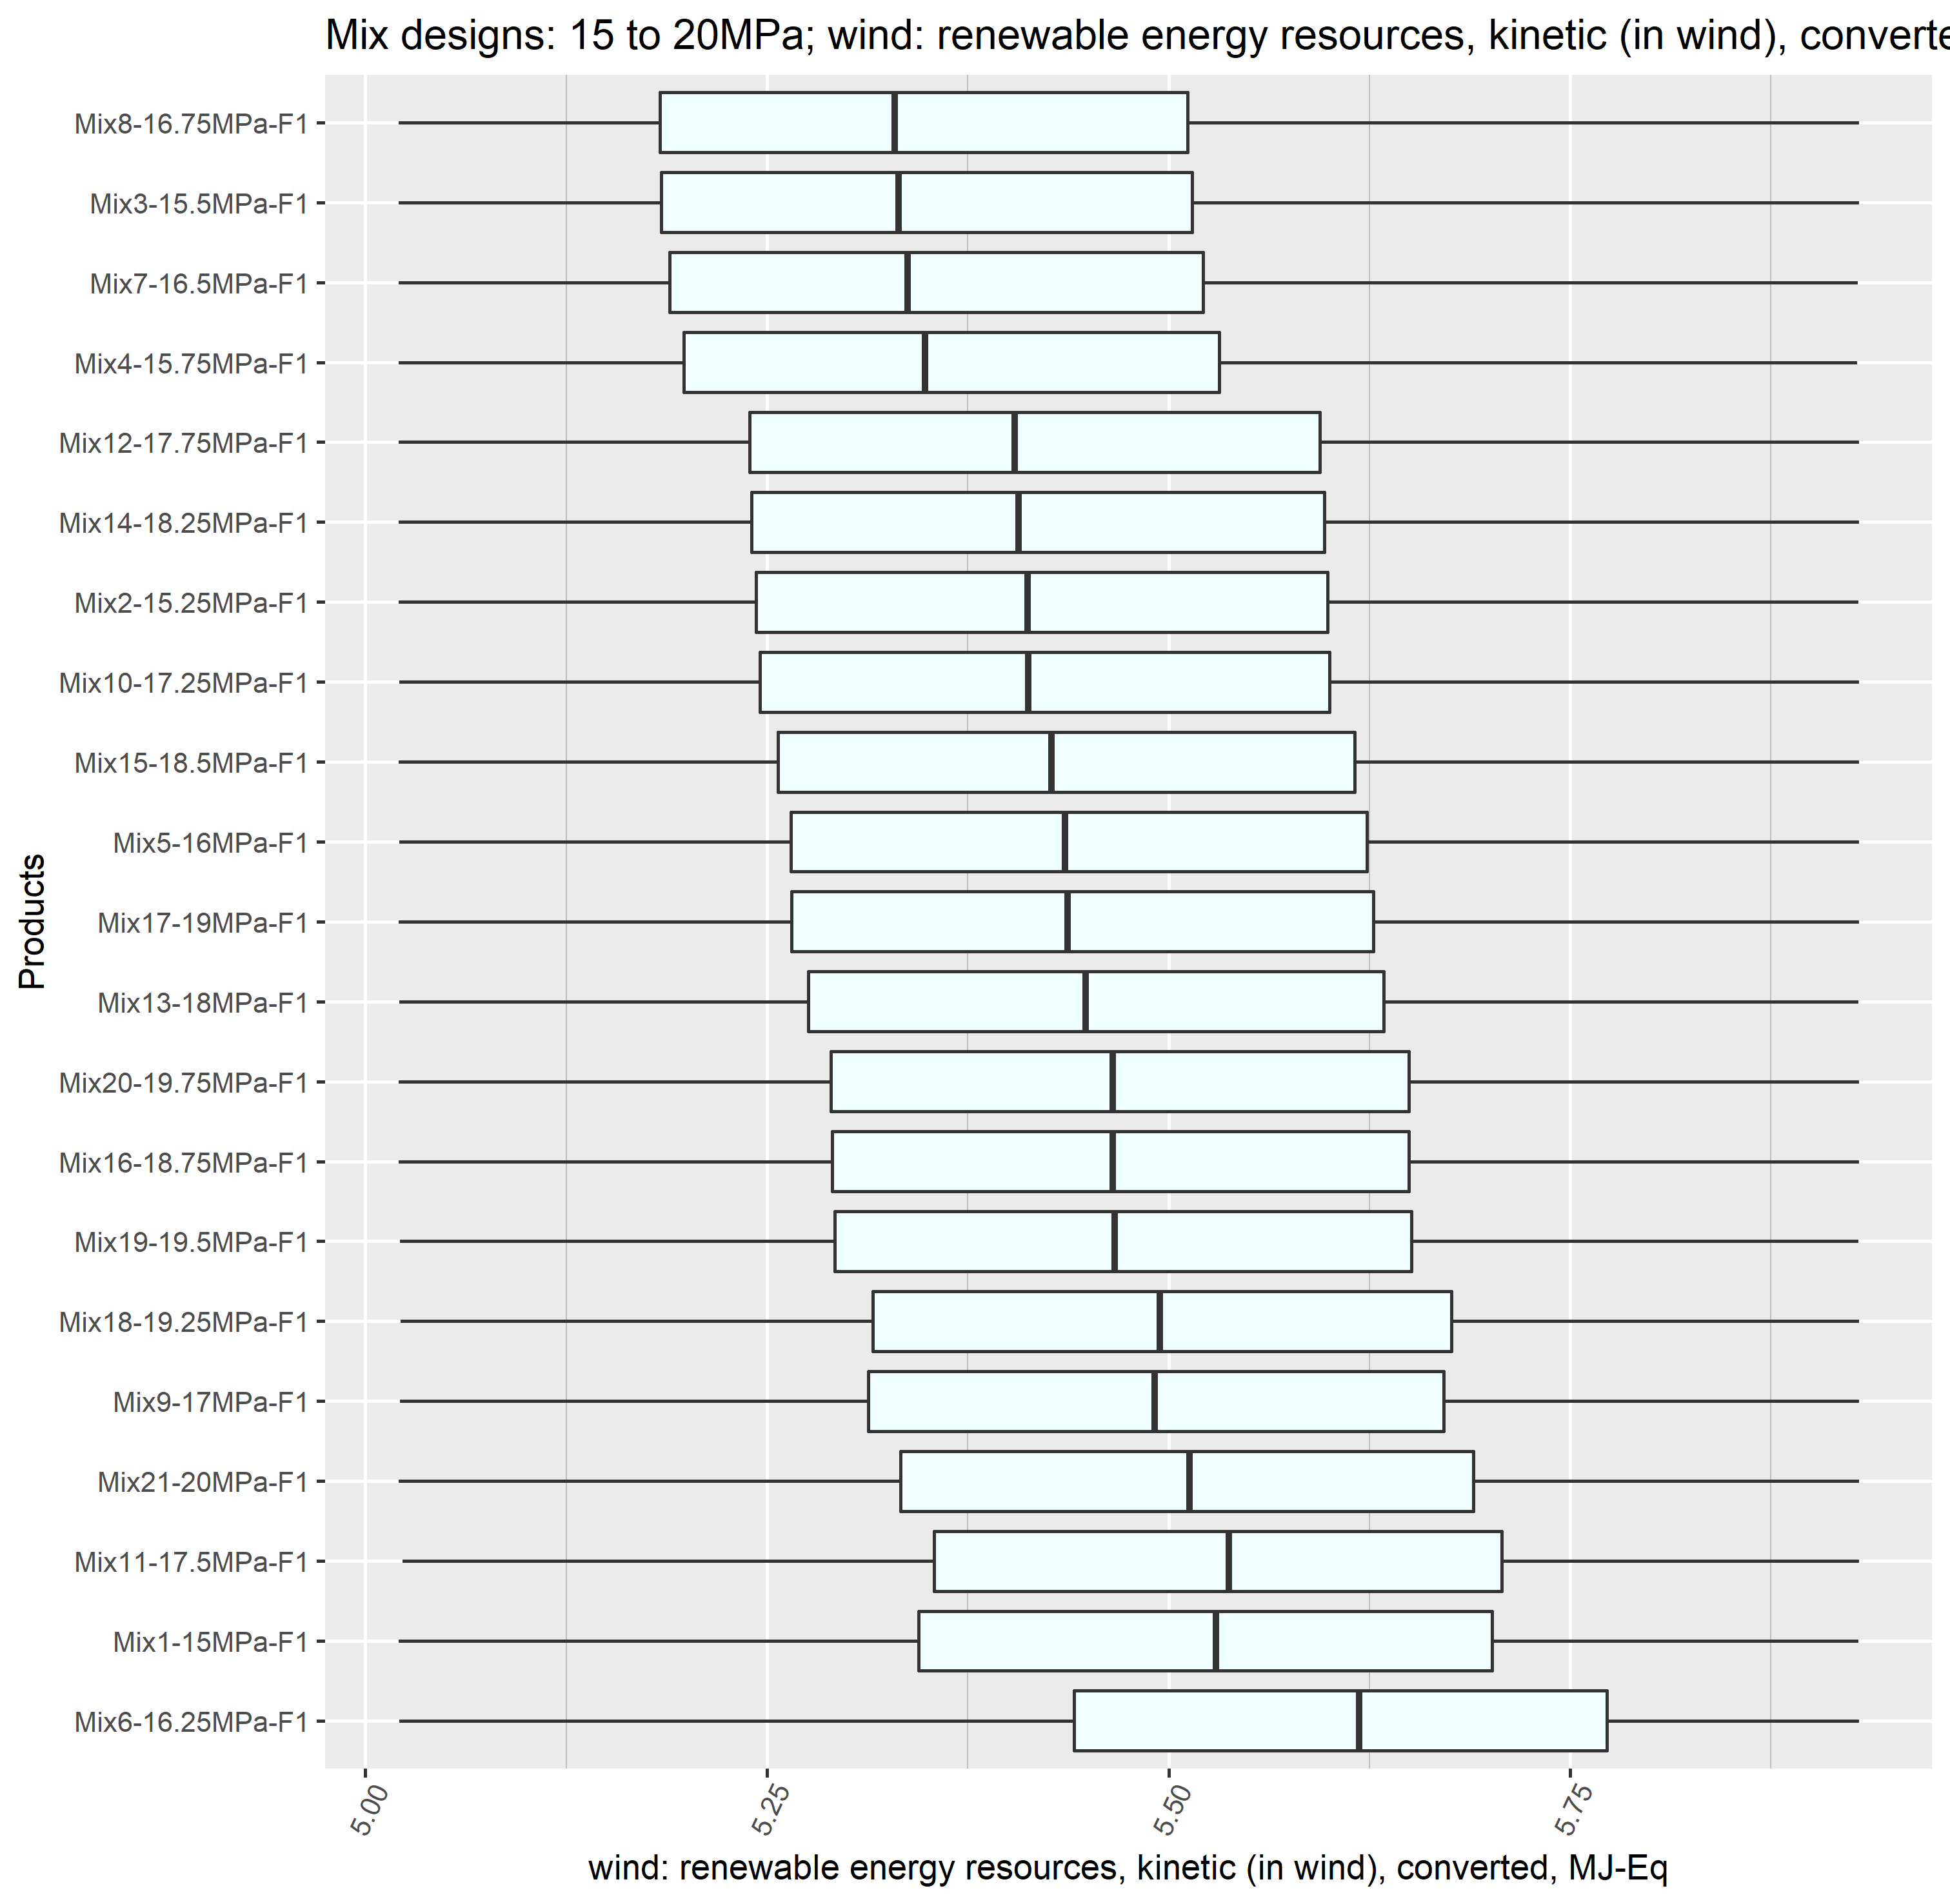 Mix designs: 15 to 20MPa; wind: renewable energy resources, kinetic (in wind), converte
Mix8-16.75MPa-F1
Mix3-15.5MPa-F1
Mix7-16.5MPa-F1
Mix4-15.75MPa-F1
Mix12-17.75MPa-F1
Mix14-18.25MPa-F1
Mix2-15.25MPa-F1
Mix10-17.25MPa-F1
Mix15-18.5MPa-F1
Mix5-16MPa-F1
Mix17-19MPa-F1
Mix13-18MPa-F1
Mix20-19.75MPa-F1
Mix16-18.75MPa-F1
Mix19-19.5MPa-F1
Mix18-19.25MPa-F1
Mix9-17MPa-F1
Mix21-20MPa-F1
Mix11-17.5MPa-F1
Mix1-15MPa-F1
Mix6-16.25MPa-F1
Products
5.00
5.25
5.50
5.75
wind: renewable energy resources, kinetic (in wind), converted, MJ-Eq